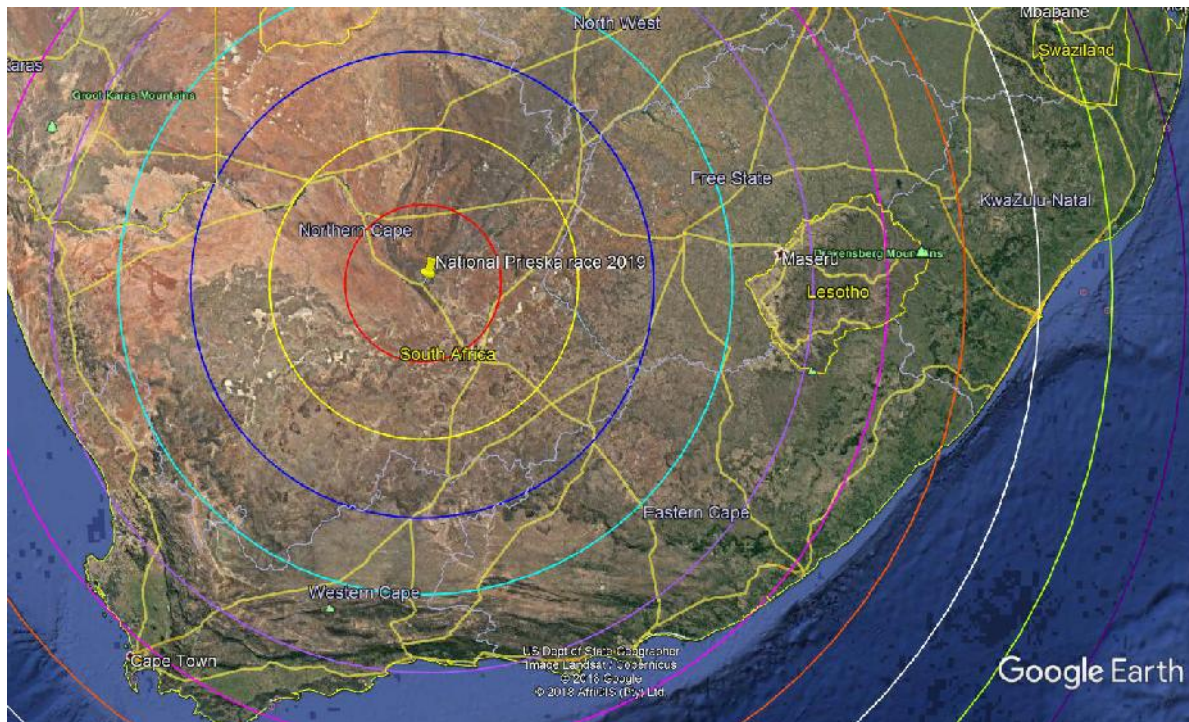 North West
Mbabane
Swaziland
Karas
Groot Karas Mountains
Free State
KwaZulu-Natal
Northern Cape
National Prieska race 2019
Maseru
Drakensberg Mountains
Lesotho
South Africa
Eastern Cape
Western Cape
Cape Town
US Dept of State Geographer
Image Landsat / Copernicus
© 2018 Google
© 2018 AfriGIS (Pty) Ltd.
Google Earth